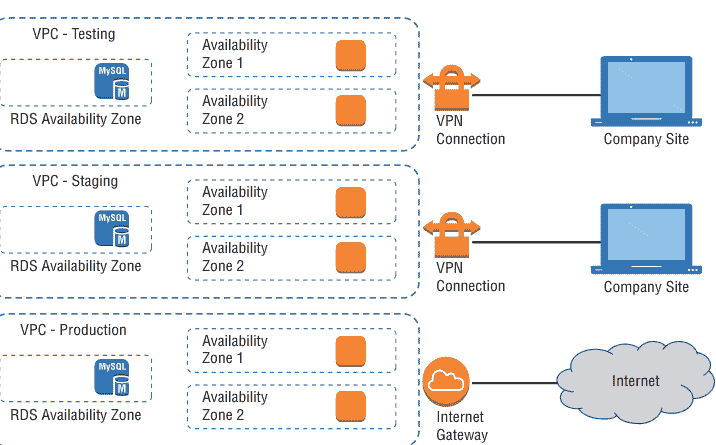 VPC - Testing
MySQL
M
RDS Availability Zone
Availability
Zone 1
Availability
Zone 2
VPN
Connection
Company Site
VPC - Staging
MySQL
M
RDS Availability Zone
Availability
Zone 1
Availability
Zone 2
VPN
Connection
Company Site
VPC - Production
MySQL
M
RDS Availability Zone
Availability
Zone 1
Availability
Zone 2
Internet
Gateway
Internet